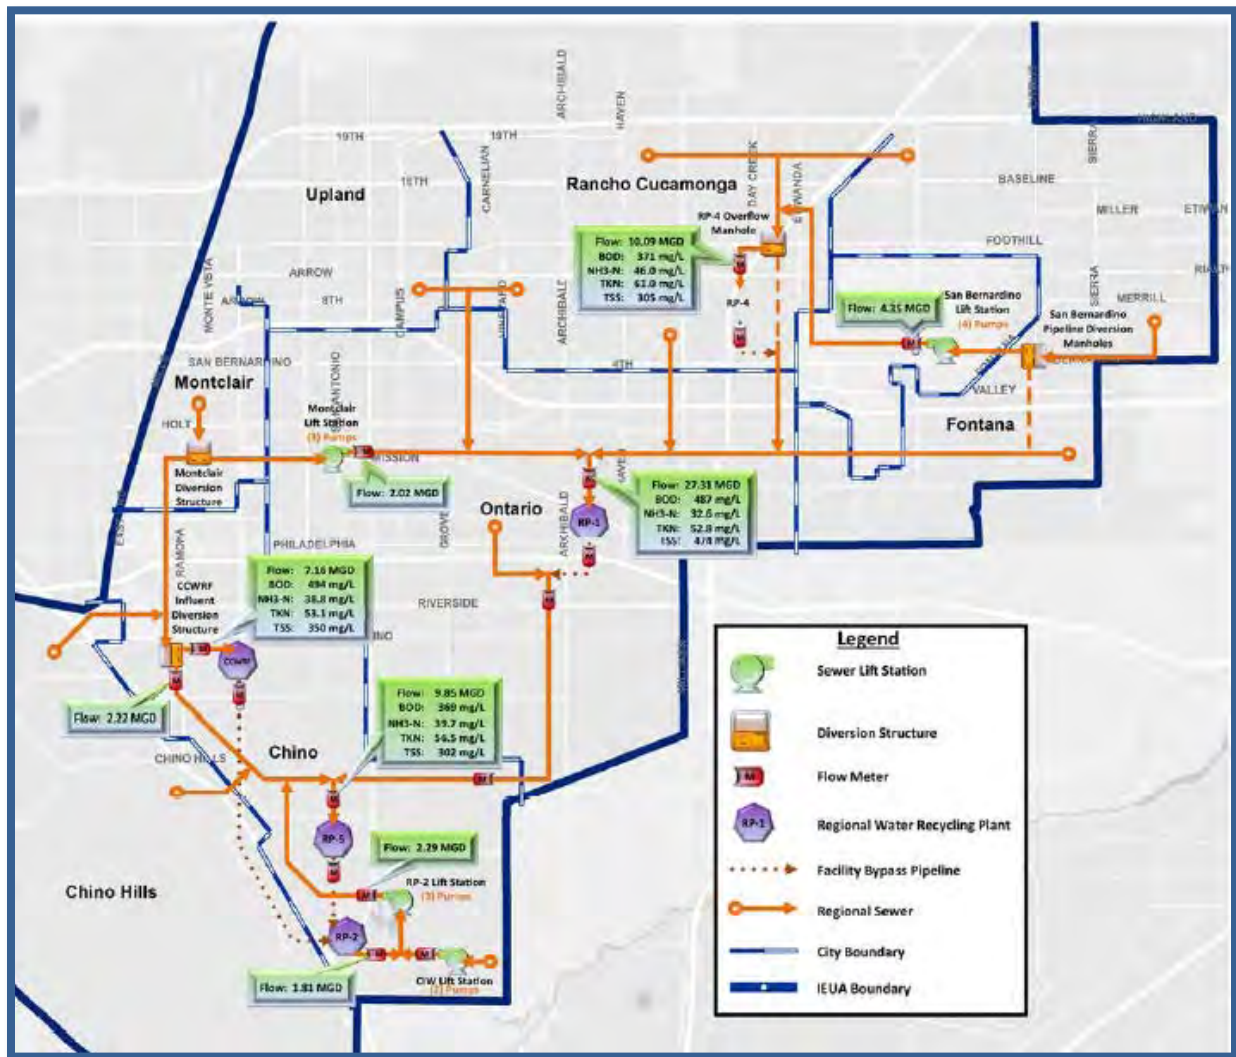 ARCHIBALD
HAVEN
SIERRA
HIGHLAND
19TH
19TH
CARNELIAN
DAY CREEK
16TH
Upland
Rancho Cucamonga
BASELINE
MILLER
RP-4 Overflow
Manhole
FOOTHILL
Flow: 10.09 MGD
BOD: 371 mg/L
NH3-N: 46.0 mg/L
TSS: 305 mg/L
MONTE VISTA
ARROW
ARROW
8TH
CAMPUS
ARCHIBALD
RP-4
M
M
SIERRA
MERRILL
San Bernardino
Lift Station
(4) Pumps
Flow: 4.35 MGD
M
San Bernardino
Pipeline Diversion
Manholes
SAN BERNARDINO
4TH
Montclair
HOLT
VALLEY
Fontana
Montclair
Lift Station
(3) Pumps
M
MISSION
Flow: 2.02 MGD
Montclair
Diversion
Structure
Ontario
M
RP-1
M
Flow: 27.31 MGD
BOD: 487 mg/L
NH3-N: 32.6 mg/L
TKN: 52.8 mg/L
TSS: 474 mg/L
GROVE
ARCHIBALD
RAMONA
PHILADELPHIA
CCWRF
Influent
Diversion
Structure
Flow: 7.16 MGD
BOD: 494 mg/L
NH3-N: 38.8 mg/L
TKN: 53.1 mg/L
TSS: 350 mg/L
RIVERSIDE
M
M
CCWRF
M
M
Flow: 2.22 MGD
Flow: 9.85 MGD
BOD: 369 mg/L
NH3-N: 39.7 mg/L
TKN: 56.5 mg/L
TSS: 302 mg/L
Chino
CHINO HILLS
M
M
RP-5
M
Flow: 2.29 MGD
RP-2 Lift Station
(3) Pumps
M
Chino Hills
RP-2
M
M
CIW Lift Station
(2) Pumps
Flow: 1.81 MGD
Legend
Sewer Lift Station
Diversion Structure
M
Flow Meter
RP-1
Regional Water Recycling Plant
Facility Bypass Pipeline
Regional Sewer
City Boundary
IEUA Boundary